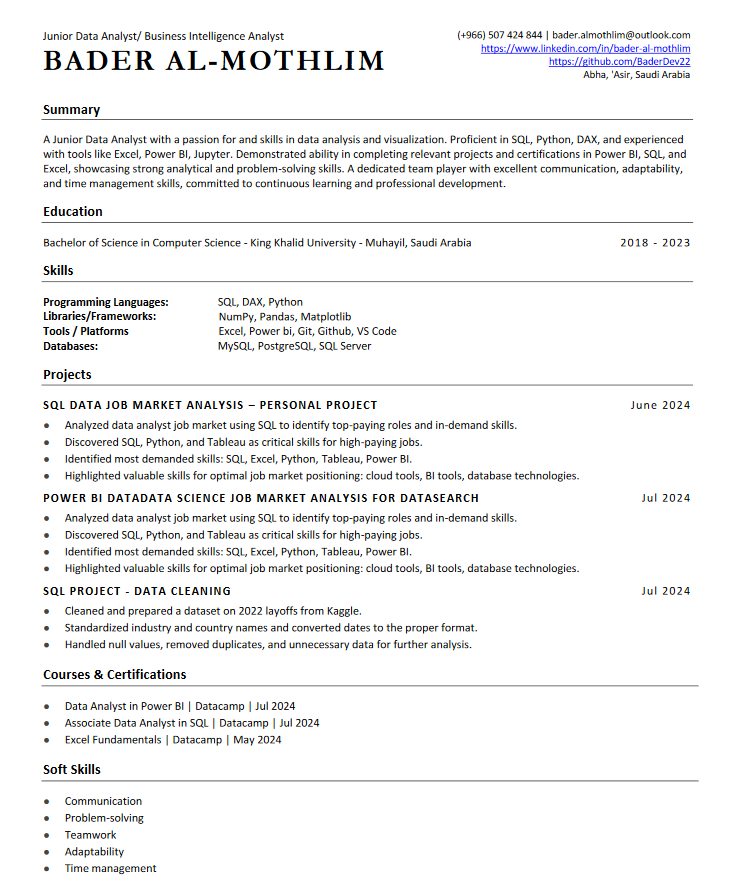 Junior Data Analyst/ Business Intelligence Analyst
BADER AL-MOTHLIM
(+966) 507 424 844 | bader.almothlim@outlook.com
https://www.linkedin.com/in/bader-al-mothlim
https://github.com/BaderDev22
Abha, 'Asir, Saudi Arabia
Summary
A Junior Data Analyst with a passion for and skills in data analysis and visualization. Proficient in SQL, Python, DAX, and experienced
with tools like Excel, Power BI, Jupyter. Demonstrated ability in completing relevant projects and certifications in Power BI, SQL, and
Excel, showcasing strong analytical and problem-solving skills. A dedicated team player with excellent communication, adaptability,
and time management skills, committed to continuous learning and professional development.
Education
Bachelor of Science in Computer Science - King Khalid University - Muhayil, Saudi Arabia 2018 - 2023
Skills
Programming Languages: SQL, DAX, Python
Libraries/Frameworks: NumPy, Pandas, Matplotlib
Tools / Platforms Excel, Power bi, Git, Github, VS Code
Databases: MySQL, PostgreSQL, SQL Server
Projects
SQL DATA JOB MARKET ANALYSIS – PERSONAL PROJECT June 2024
● Analyzed data analyst job market using SQL to identify top-paying roles and in-demand skills.
● Discovered SQL, Python, and Tableau as critical skills for high-paying jobs.
● Identified most demanded skills: SQL, Excel, Python, Tableau, Power BI.
● Highlighted valuable skills for optimal job market positioning: cloud tools, BI tools, database technologies.
POWER BI DATADATA SCIENCE JOB MARKET ANALYSIS FOR DATASEARCH Jul 2024
● Analyzed data analyst job market using SQL to identify top-paying roles and in-demand skills.
● Discovered SQL, Python, and Tableau as critical skills for high-paying jobs.
● Identified most demanded skills: SQL, Excel, Python, Tableau, Power BI.
● Highlighted valuable skills for optimal job market positioning: cloud tools, BI tools, database technologies.
SQL PROJECT - DATA CLEANING Jul 2024
● Cleaned and prepared a dataset on 2022 layoffs from Kaggle.
● Standardized industry and country names and converted dates to the proper format.
● Handled null values, removed duplicates, and unnecessary data for further analysis.
Courses & Certifications
● Data Analyst in Power BI | Datacamp | Jul 2024
● Associate Data Analyst in SQL | Datacamp | Jul 2024
● Excel Fundamentals | Datacamp | May 2024
Soft Skills
● Communication
● Problem-solving
● Teamwork
● Adaptability
● Time management